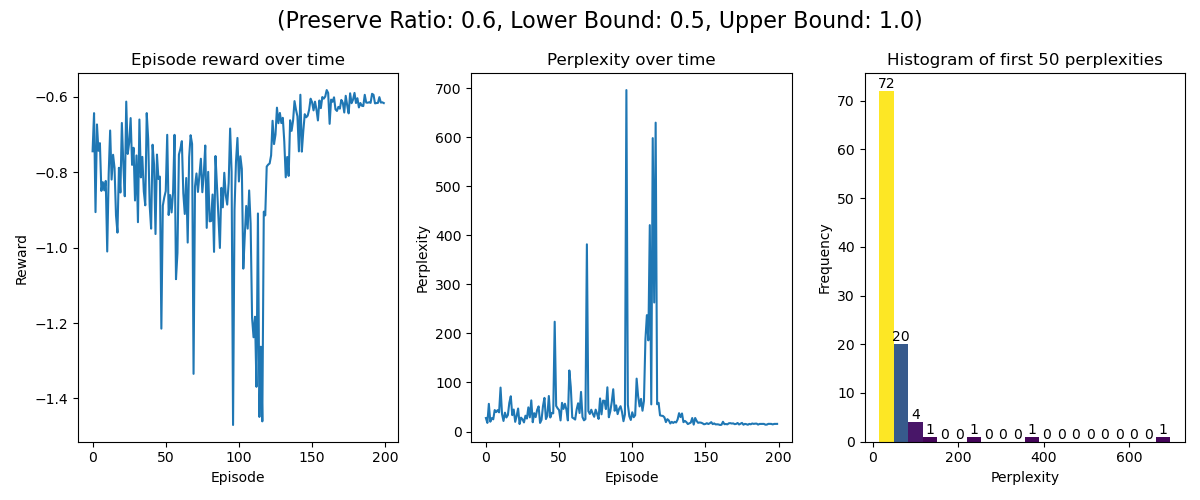 (Preserve Ratio: 0.6, Lower Bound: 0.5, Upper Bound: 1.0)
Episode reward over time
−0.6
−0.8
−1.0
−1.2
−1.4
Reward
0 50 100 150 200
Episode
Perplexity over time
700
600
500
400
300
200
100
0
Perplexity
0 50 100 150 200
Episode
Histogram of first 50 perplexities
70
60
50
40
30
20
10
0
Frequency
72
20
4
1 0 0 1 0 0 0 1 0 0 0 0 0 0 0 0 1
0 200 400 600
Perplexity